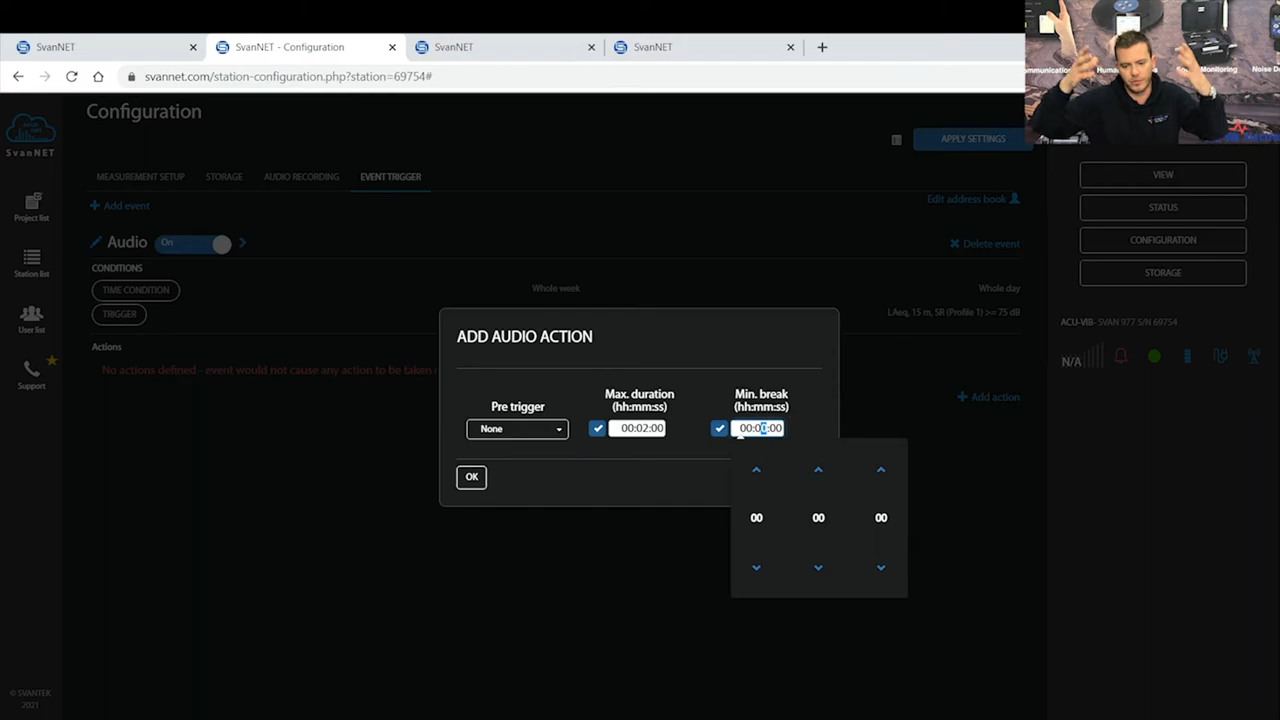 SvanNET
SvanNET - Configuration
SvanNET
SvanNET
svannet.com/station-configuration.php?station=69754#
SvanNET
Project list
Station list
User list
Support
© SVANTEK
2021
Configuration
APPLY SETTINGS
MEASUREMENT SETUP
STORAGE
AUDIO RECORDING
EVENT TRIGGER
Add event
Edit address book
Audio
On
Delete event
CONDITIONS
TIME CONDITION
Whole week
Whole day
TRIGGER
LAeq, 15 m, SR (Profile 1) >= 75 dB
Actions
No actions defined - event would not cause any action to be taken
Add action
ADD AUDIO ACTION
Pre trigger
Max. duration
(hh:mm:ss)
Min. break
(hh:mm:ss)
None
00:02:00
00:00:00
OK
00 00 00
VIEW
STATUS
CONFIGURATION
STORAGE
ACU-VIB- SVAN 977 S/N 69754
N/A